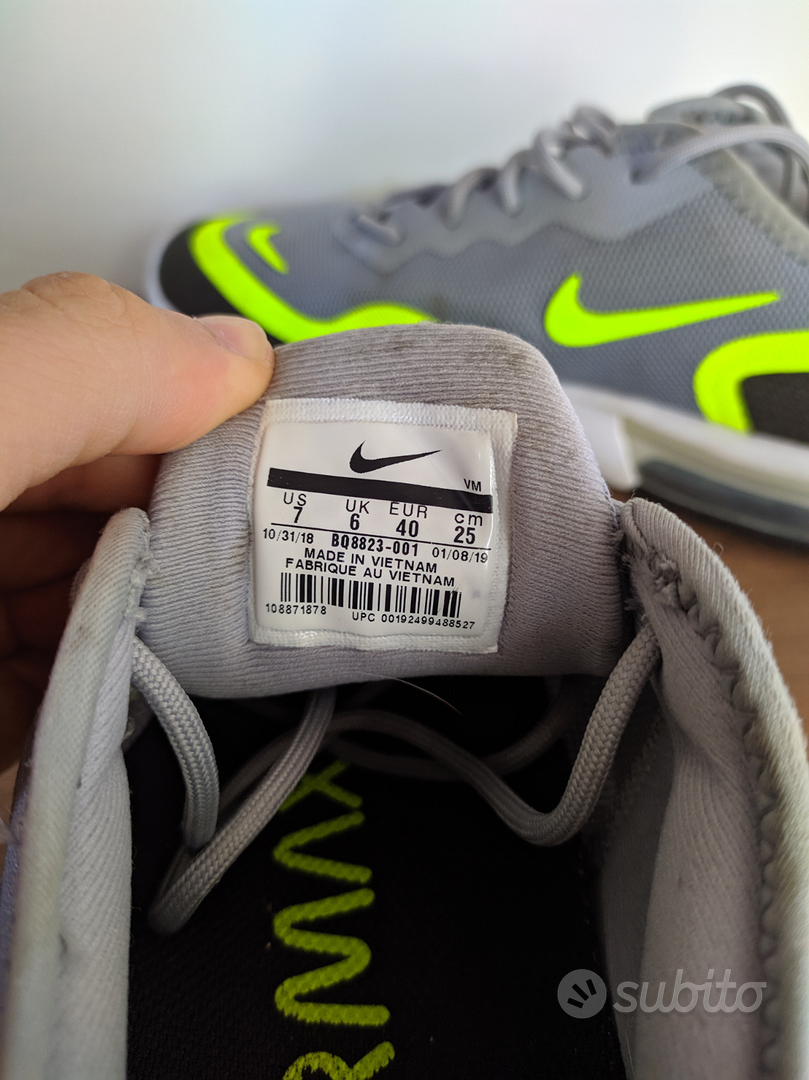 VM
US UK EUR cm
7 6 40 25
10/31/18 BQ8823-001 01/08/19
MADE IN VIETNAM
FABRIQUE AU VIETNAM
108871878 UPC 00192499488527
subito